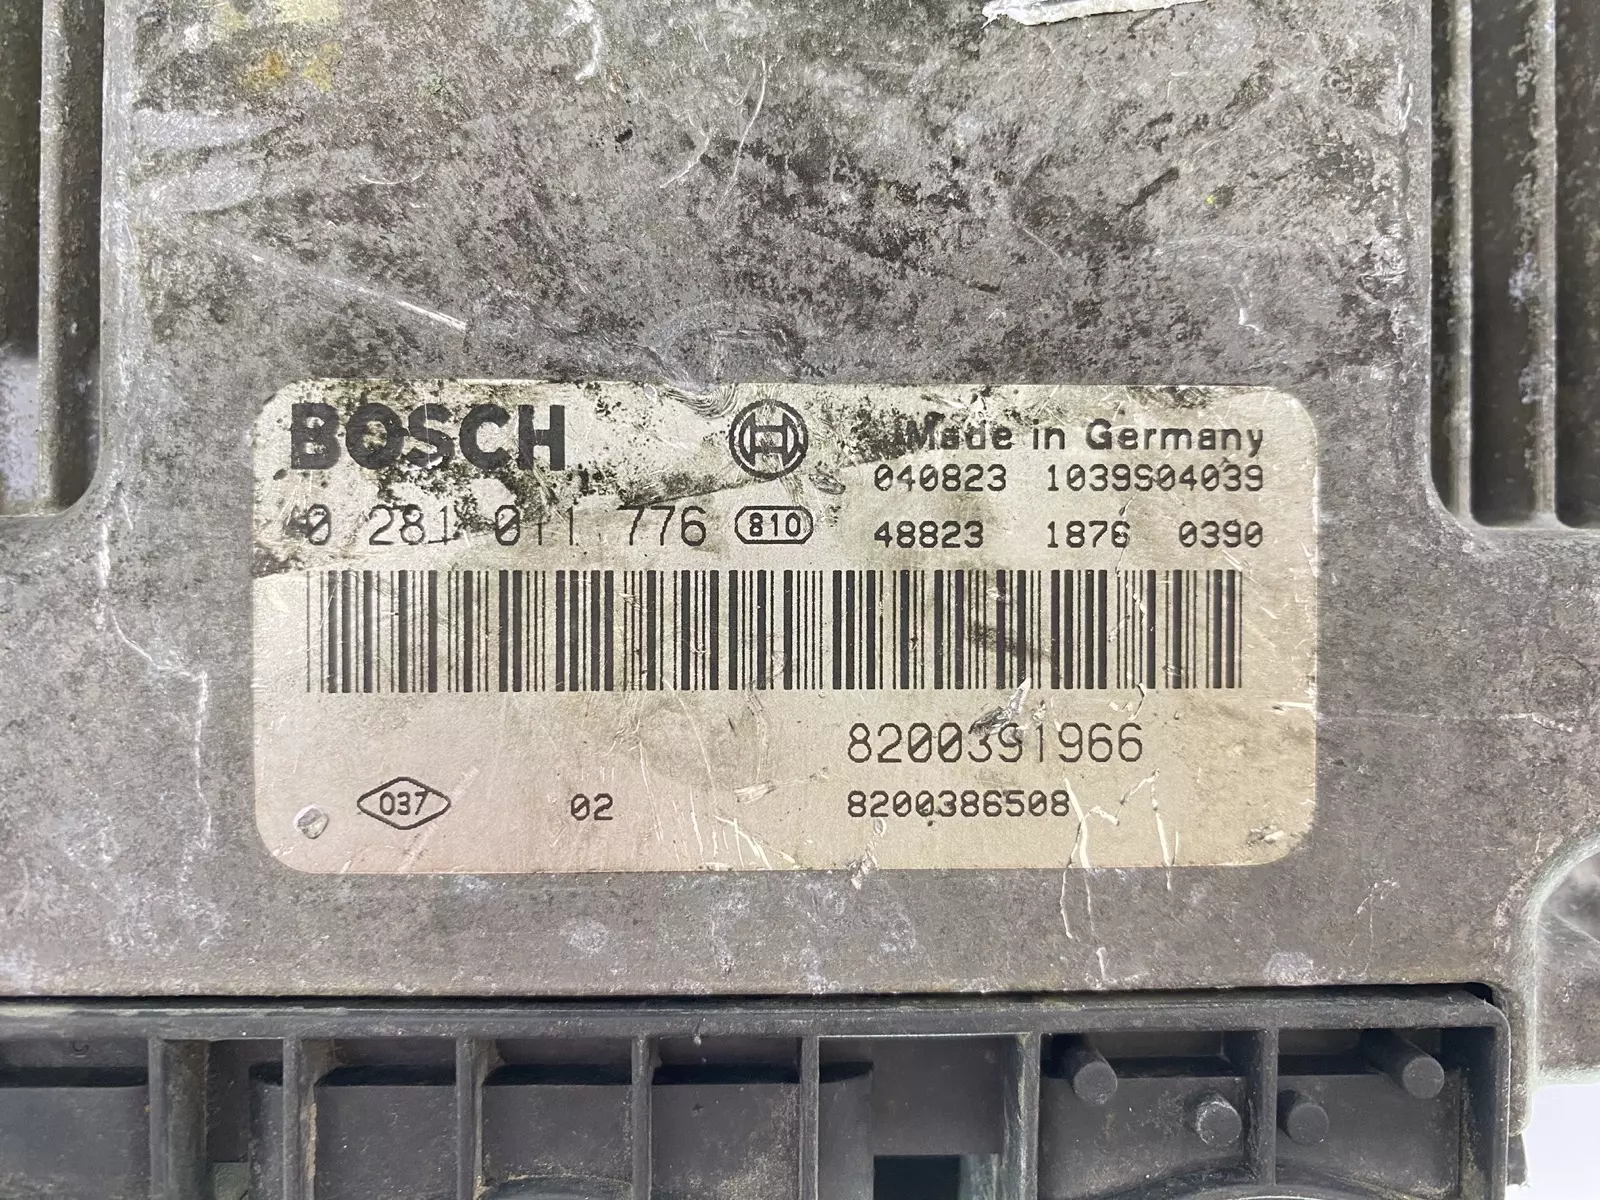 BOSCH
Made in Germany
040823 1039S04039
0 281 011 776 810
48823 1876 0390
8200391966
037 02 8200386508